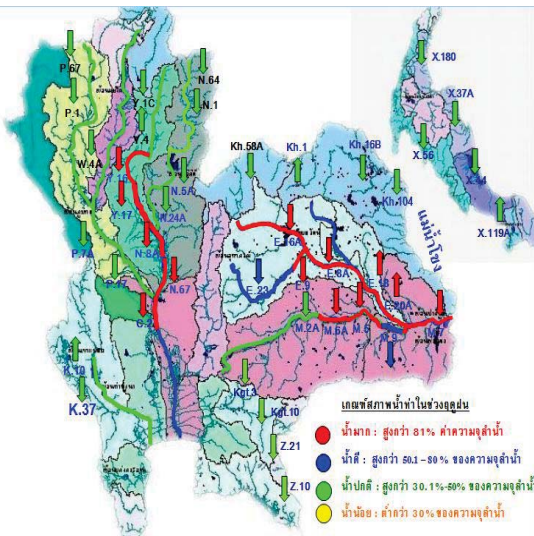 P.67
N.64
Y.1C
N.1
P.1
Y.4
W.4A
Y.17
N.5A
W.24A
N.8A
N.67
P.17
K.10
K.37
Kh.58A
Kh.1
Kh.16B
Kh.104
แม่น้ำโขง
E.16A
E.8A
E.23
E.9
E.18
E.20A
M.2A
M.6A
M.5
M.9
M.7
Kgt.3
Kgt.10
Z.21
Z.10
X.180
X.37A
X.56
X.119A
เกณฑ์สภาพน้ำท่าในช่วงฤดูฝน
น้ำมาก : สูงกว่า 81% ค่าความจุลำน้ำ
น้ำดี : สูงกว่า 50.1 - 80 % ของความจุลำน้ำ
น้ำปกติ : สูงกว่า 30.1%-50% ของความจุลำน้ำ
น้ำน้อย : ต่ำกว่า 30% ของความจุลำน้ำ